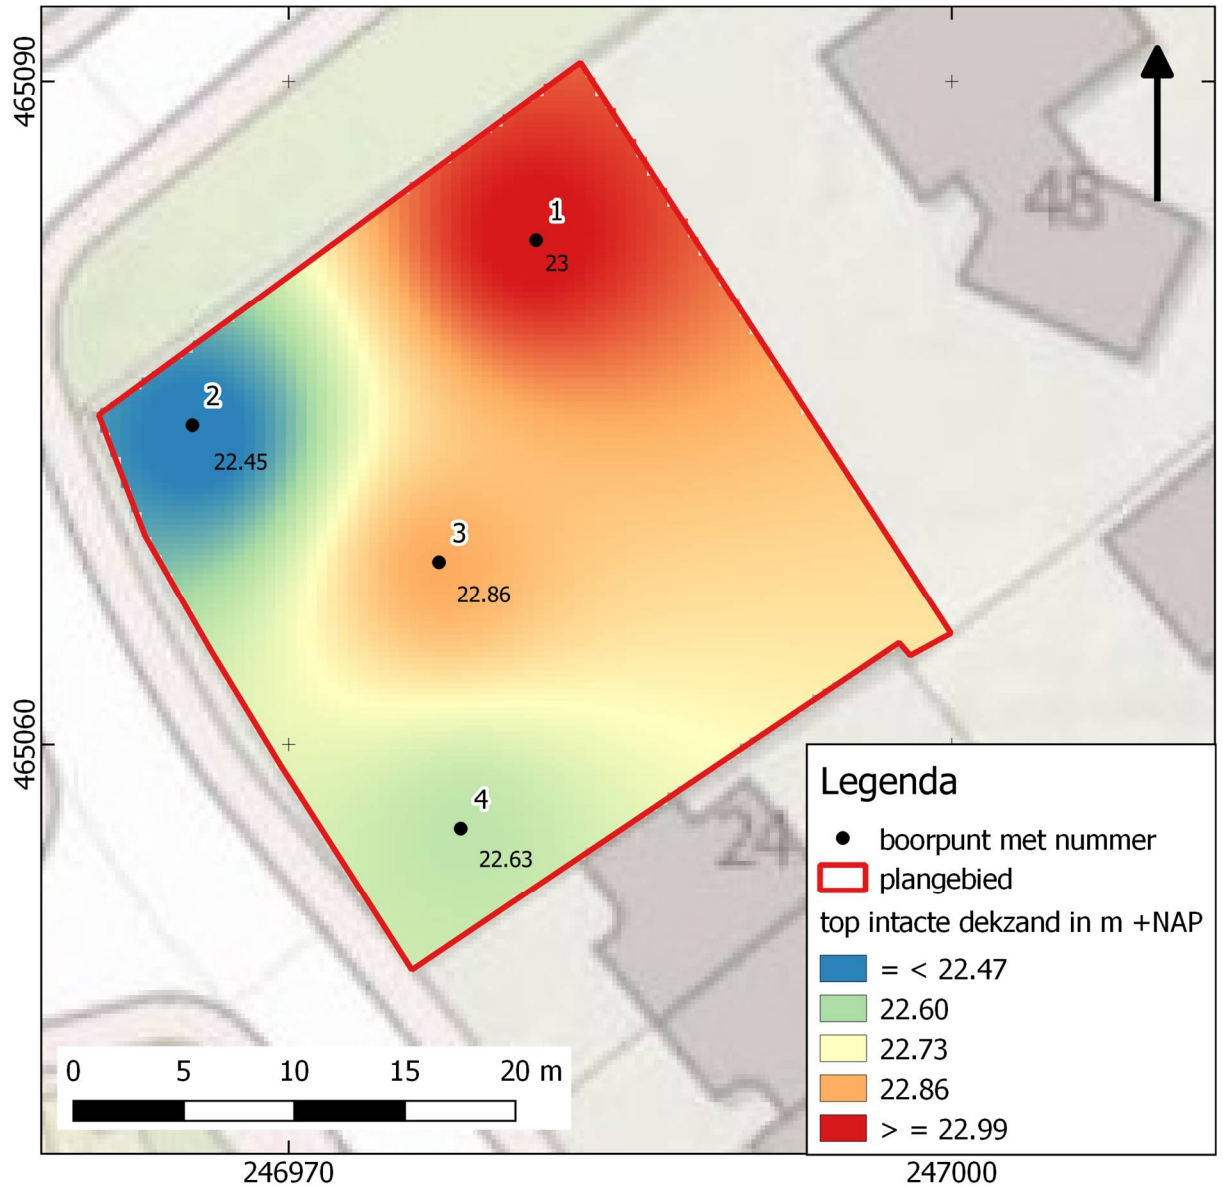 465090
48
1
23
2
22.45
3
22.86
465060
4
22.63
24
Legenda
boorpunt met nummer
plangebied
top intacte dekzand in m +NAP
= < 22.47
22.60
22.73
22.86
> = 22.99
0 5 10 15 20 m
246970 247000